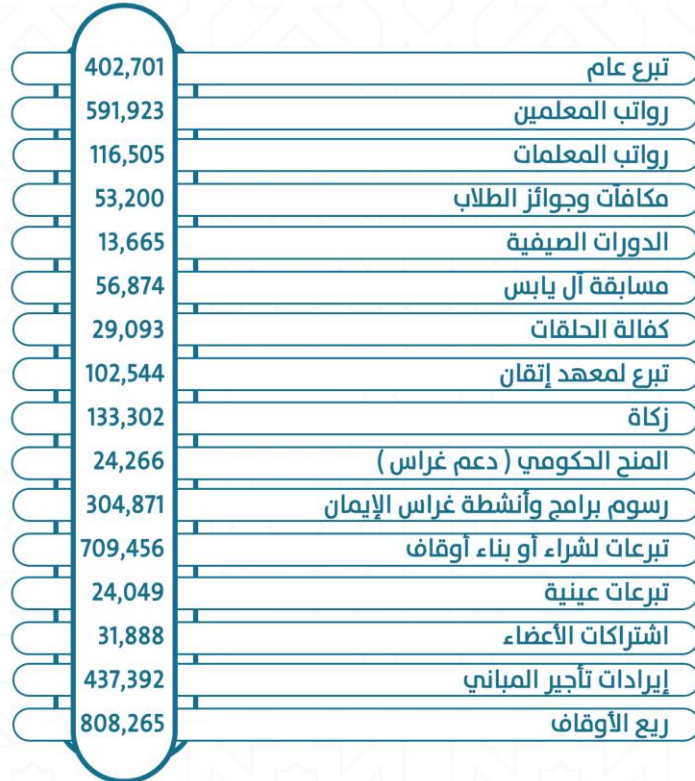 تبرع عام 402,701
رواتب المعلمين 591,923
رواتب المعلمات 116,505
مكافآت وجوائز الطلاب 53,200
الدورات الصيفية 13,665
مسابقة آل يابس 56,874
كفالة الحلقات 29,093
تبرع لمعهد إتقان 102,544
زكاة 133,302
المنح الحكومي ( دعم غراس ) 24,266
رسوم برامج وأنشطة غراس الإيمان 304,871
تبرعات لشراء أو بناء أوقاف 709,456
تبرعات عينية 24,049
اشتراكات الأعضاء 31,888
إيرادات تأجير المباني 437,392
ريع الأوقاف 808,265